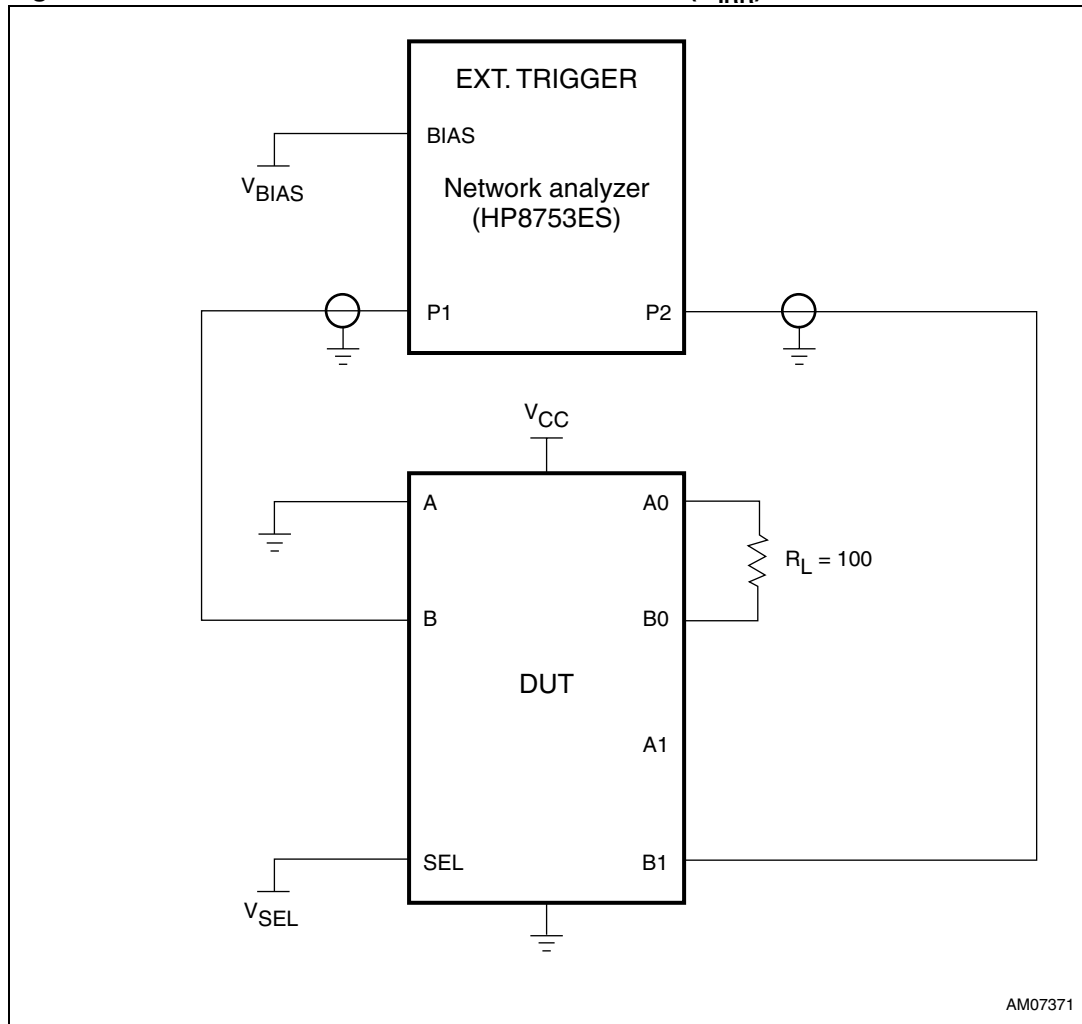 EXT. TRIGGER
BIAS
VBIAS
Network analyzer
(HP8753ES)
P1 P2
VCC
A A0
RL = 100
B B0
DUT
A1
SEL B1
VSEL
AM07371